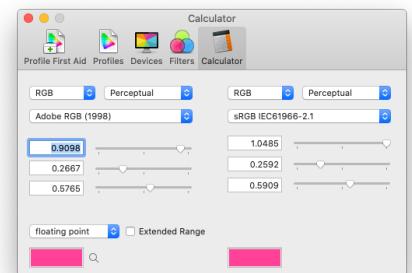 Calculator
Profile First Aid Profiles Devices Filters Calculator
RGB Perceptual RGB Perceptual
Adobe RGB (1998) sRGB IEC61966-2.1
0.9098 1.0485
0.2667 0.2592
0.5765 0.5909
floating point Extended Range